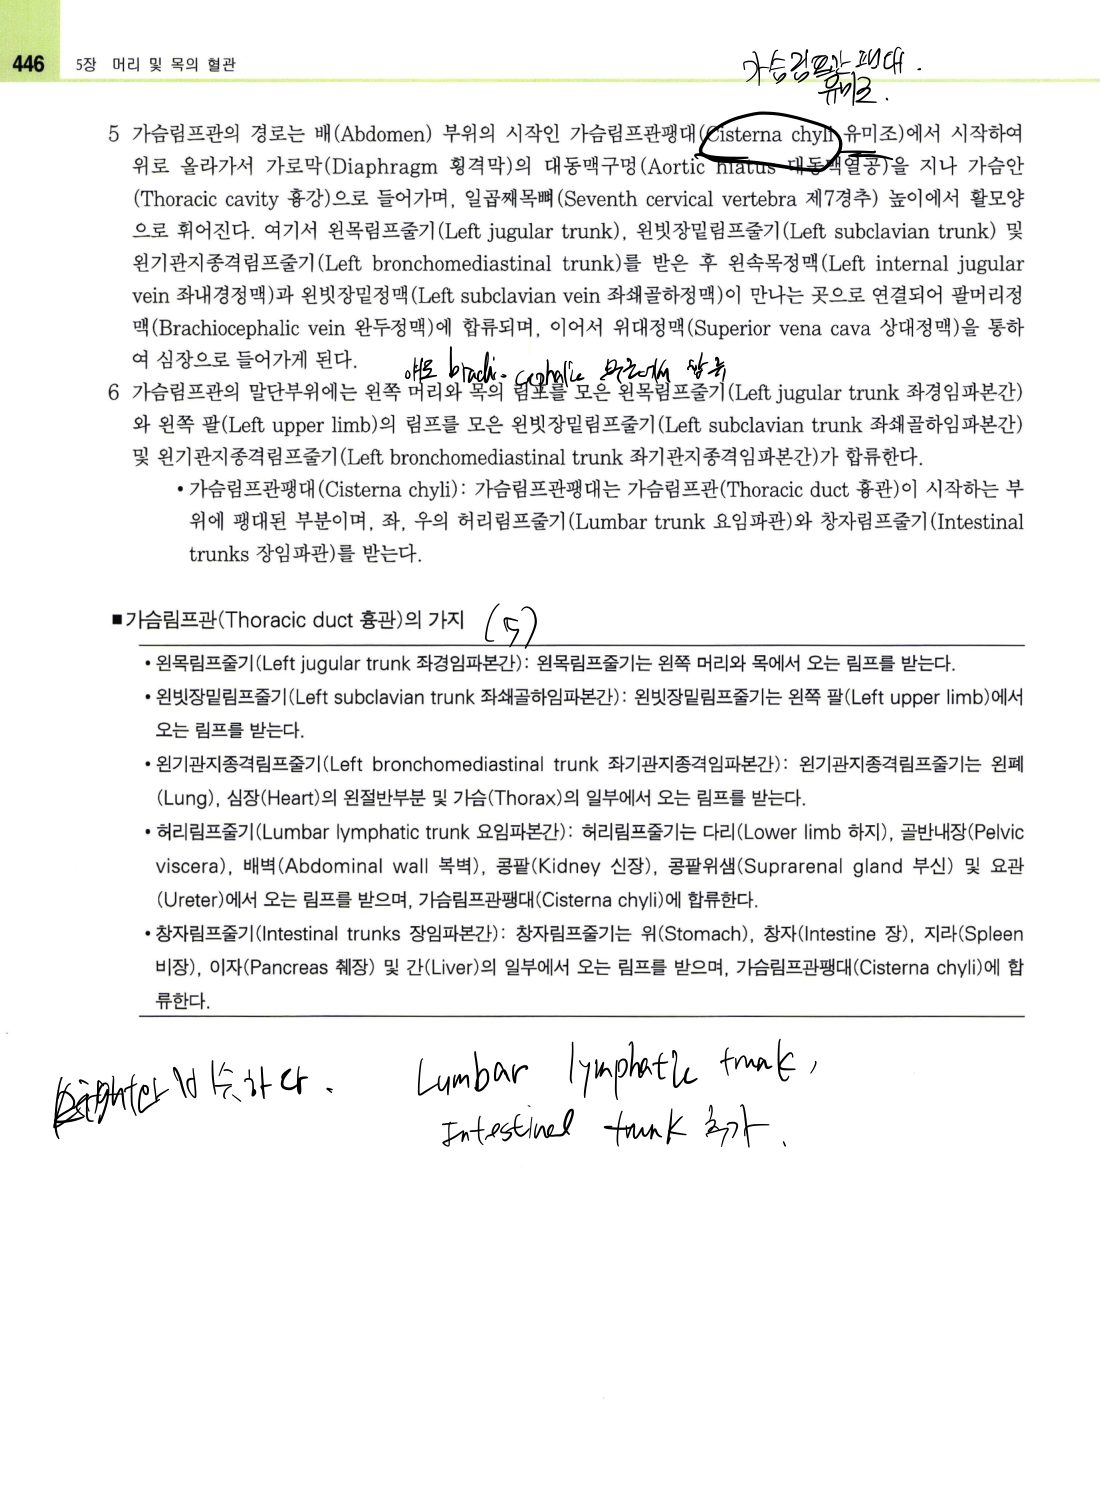 446 5장 머리 및 목의 혈관
가슴림프관팽대.
유미조.
5 가슴림프관의 경로는 배(Abdomen) 부위의 시작인 가슴림프관팽대(Cisterna chyli 유미조)에서 시작하여
위로 올라가서 가로막(Diaphragm 횡격막)의 대동맥구멍(Aortic hiatus 대동맥열공)을 지나 가슴안
(Thoracic cavity 흉강)으로 들어가며, 일곱째목뼈(Seventh cervical vertebra 제7경추) 높이에서 활모양
으로 휘어진다. 여기서 왼목림프줄기(Left jugular trunk), 왼빗장밑림프줄기(Left subclavian trunk) 및
왼기관지종격림프줄기(Left bronchomediastinal trunk)를 받은 후 왼속목정맥(Left internal jugular
vein 좌내경정맥)과 왼빗장밑정맥(Left subclavian vein 좌쇄골하정맥)이 만나는 곳으로 연결되어 팔머리정
맥(Brachiocephalic vein 완두정맥)에 합류되며, 이어서 위대정맥(Superior vena cava 상대정맥)을 통하
여 심장으로 들어가게 된다.
얘도 brachi-cephalic
6 가슴림프관의 말단부위에는 왼쪽 머리와 목의 림프를 모은 왼목림프줄기(Left jugular trunk 좌경임파본간)
와 왼쪽 팔(Left upper limb)의 림프를 모은 왼빗장밑림프줄기(Left subclavian trunk 좌쇄골하임파본간)
및 왼기관지종격림프줄기(Left bronchomediastinal trunk 좌기관지종격임파본간)가 합류한다.
• 가슴림프관팽대(Cisterna chyli): 가슴림프관팽대는 가슴림프관(Thoracic duct 흉관)이 시작하는 부
위에 팽대된 부분이며, 좌, 우의 허리림프줄기(Lumbar trunk 요임파관)와 창자림프줄기(Intestinal
trunks 장임파관)를 받는다.
■ 가슴림프관(Thoracic duct 흉관)의 가지 (5)
• 왼목림프줄기(Left jugular trunk 좌경임파본간): 왼목림프줄기는 왼쪽 머리와 목에서 오는 림프를 받는다.
• 왼빗장밑림프줄기(Left subclavian trunk 좌쇄골하임파본간): 왼빗장밑림프줄기는 왼쪽 팔(Left upper limb)에서
오는 림프를 받는다.
• 왼기관지종격림프줄기(Left bronchomediastinal trunk 좌기관지종격임파본간): 왼기관지종격림프줄기는 왼폐
(Lung), 심장(Heart)의 왼절반부분 및 가슴(Thorax)의 일부에서 오는 림프를 받는다.
• 허리림프줄기(Lumbar lymphatic trunk 요임파본간): 허리림프줄기는 다리(Lower limb 하지), 골반내장(Pelvic
viscera), 배벽(Abdominal wall 복벽), 콩팥(Kidney 신장), 콩팥위샘(Suprarenal gland 부신) 및 요관
(Ureter)에서 오는 림프를 받으며, 가슴림프관팽대(Cisterna chyli)에 합류한다.
• 창자림프줄기(Intestinal trunks 장임파본간): 창자림프줄기는 위(Stomach), 창자(Intestine 장), 지라(Spleen
비장), 이자(Pancreas 췌장) 및 간(Liver)의 일부에서 오는 림프를 받으며, 가슴림프관팽대(Cisterna chyli)에 합
류한다.
비슷하다.
Lumbar lymphatic trunk,
Intestinal trunk 추가.